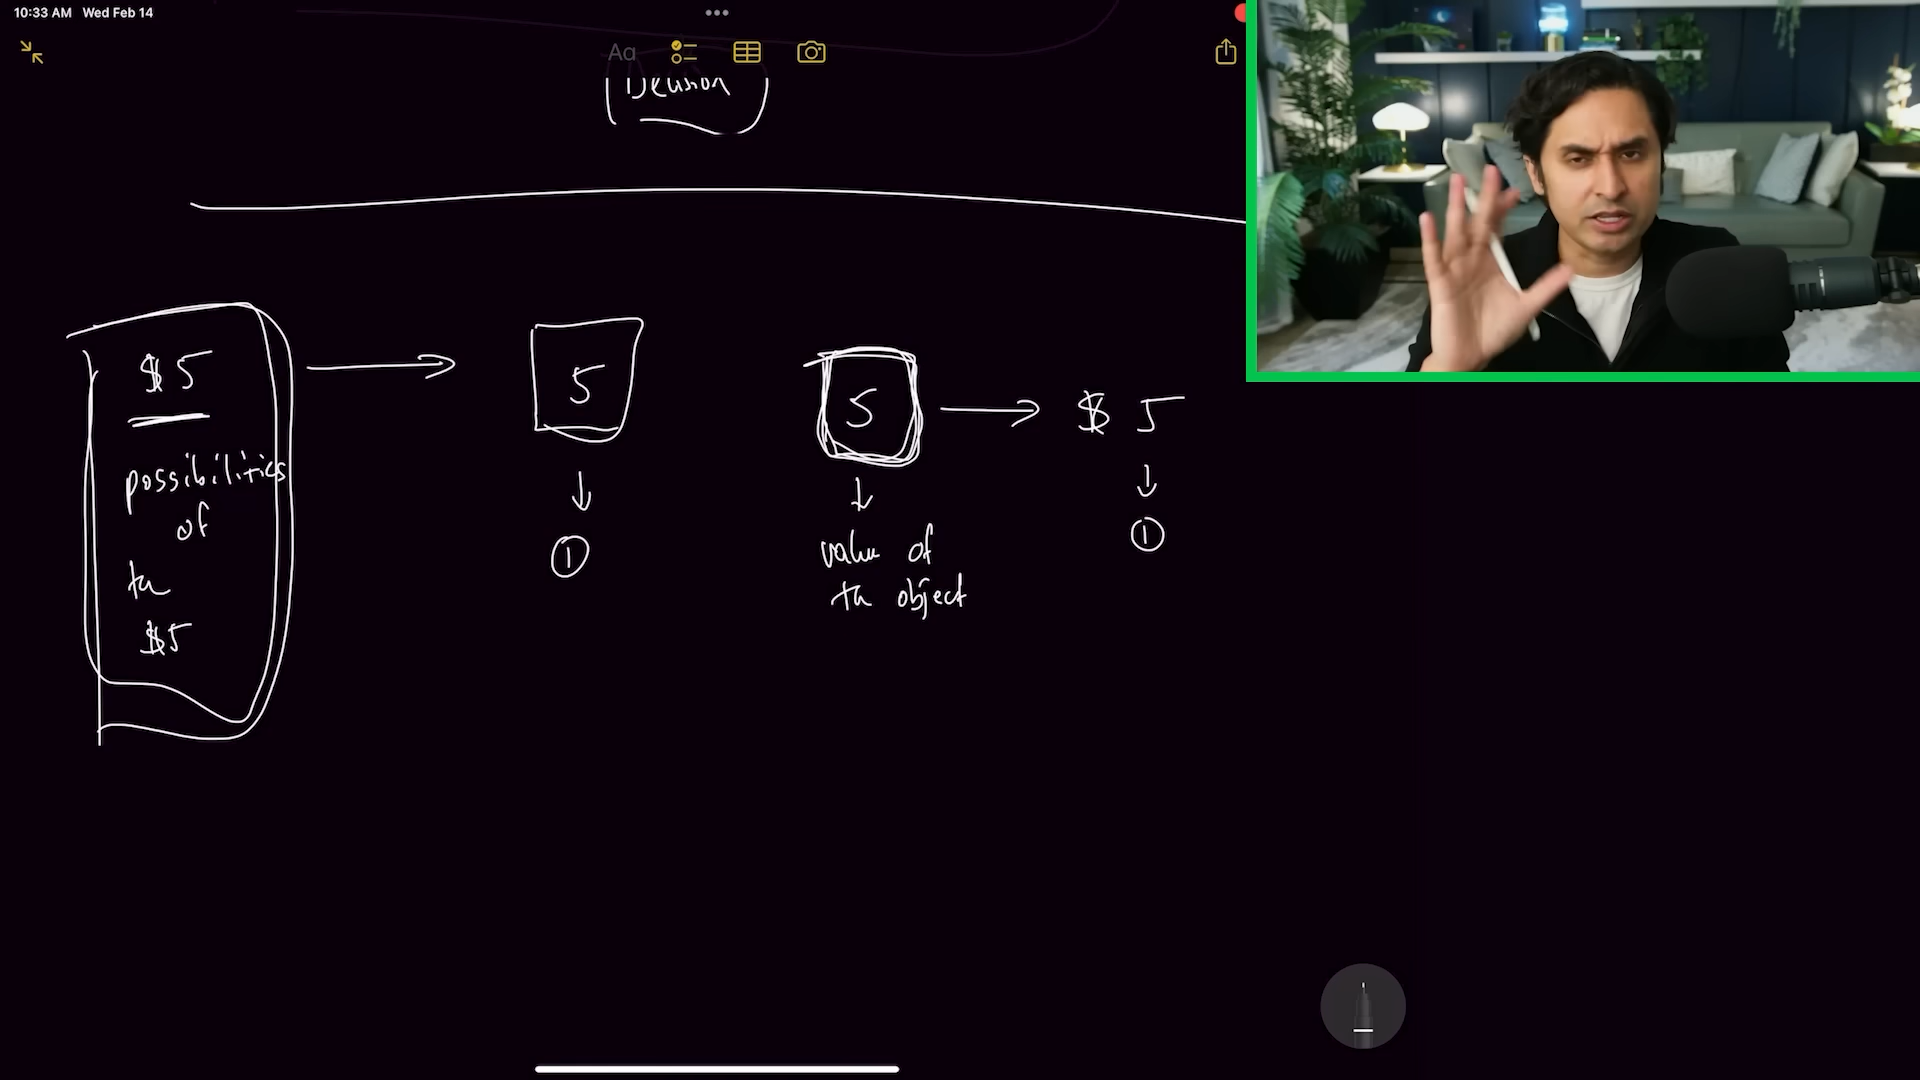 10:33 AM Wed Feb 14
Aa
Decision
$5
possibilities
of
the
$5
5
1
5
value of
the object
$ 5
1